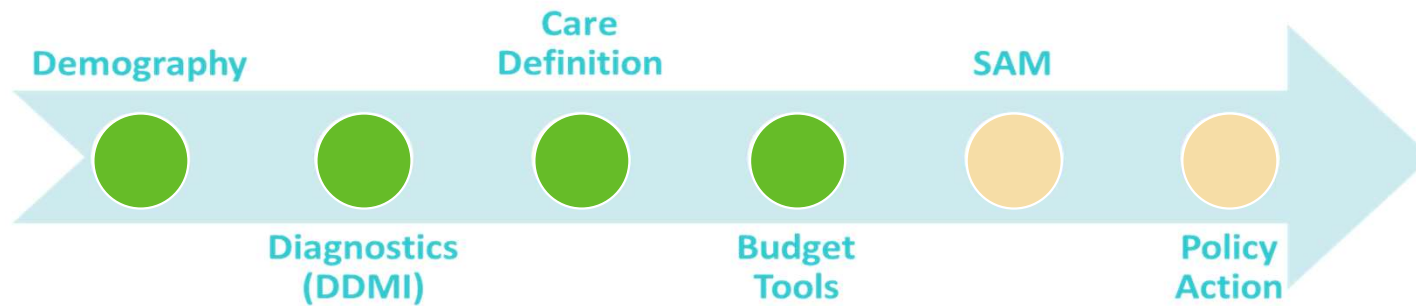 Demography
Diagnostics
(DDMI)
Care
Definition
Budget
Tools
SAM
Policy
Action